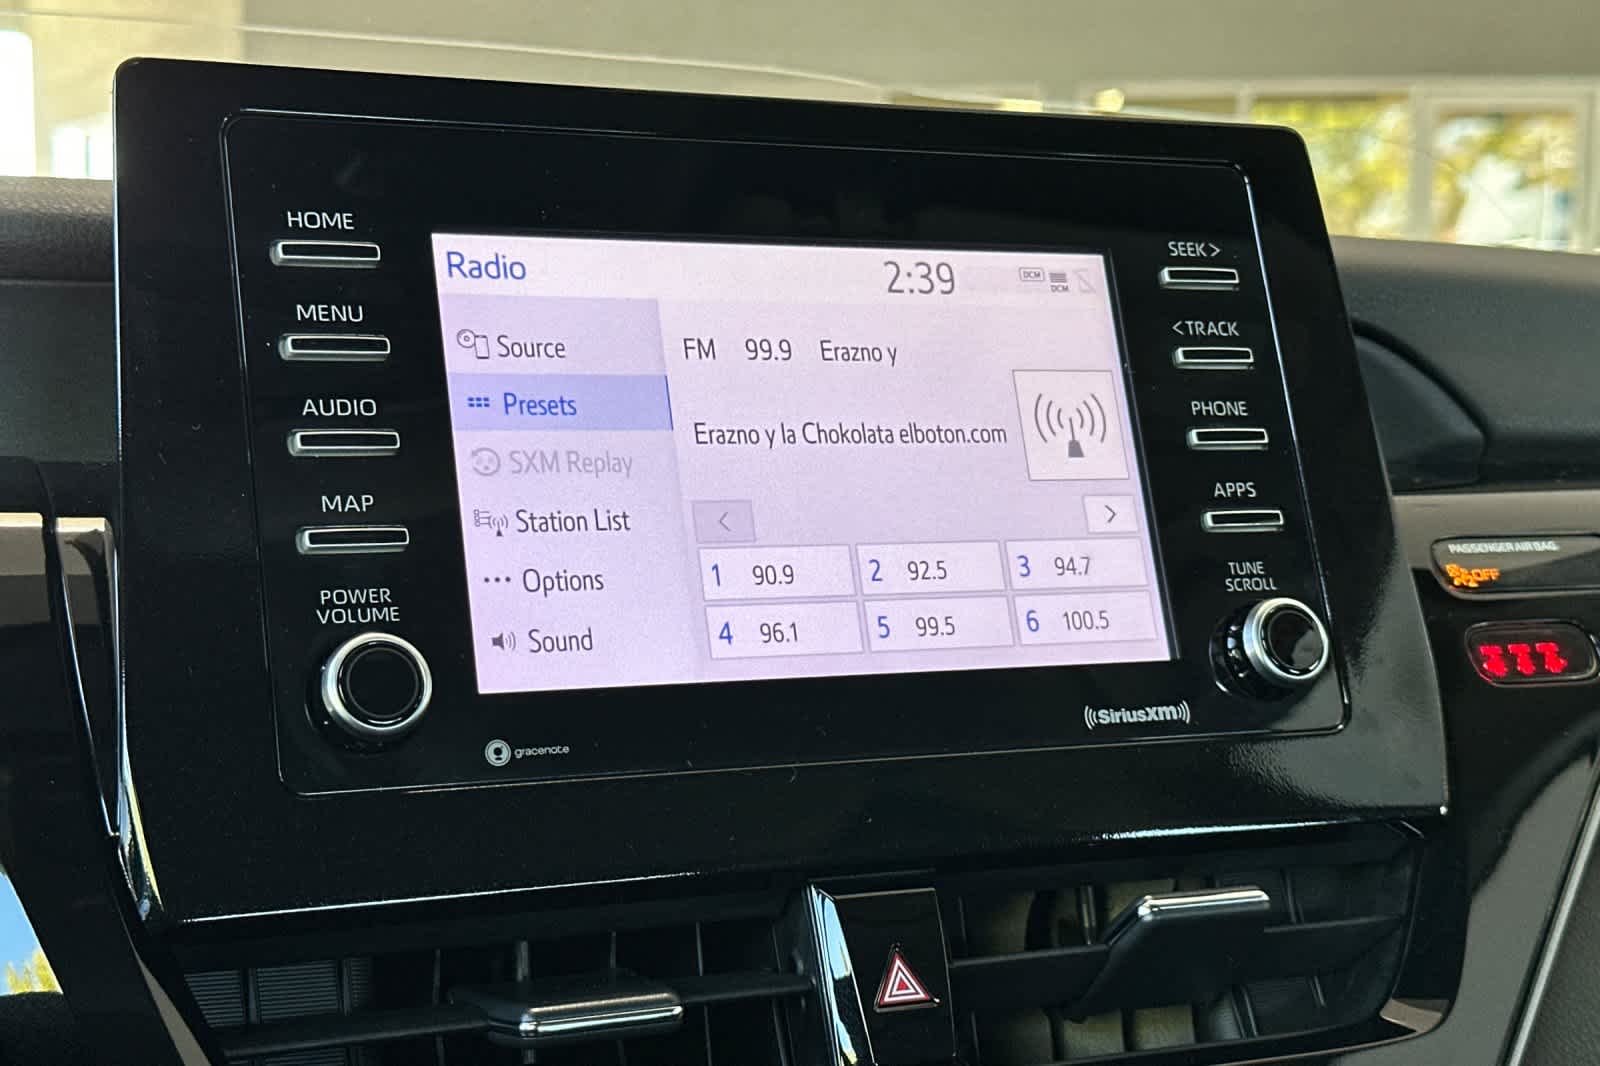 HOME
MENU
AUDIO
MAP
POWER
VOLUME
Radio
2:39
DCM
DCM
Source
Presets
SXM Replay
Station List
Options
Sound
FM 99.9 Erazno y
Erazno y la Chokolata elboton.com
<
>
1 90.9
2 92.5
3 94.7
4 96.1
5 99.5
6 100.5
SEEK >
< TRACK
PHONE
APPS
TUNE
SCROLL
gracenote
SiriusXM
PASSENGER AIR BAG
OFF